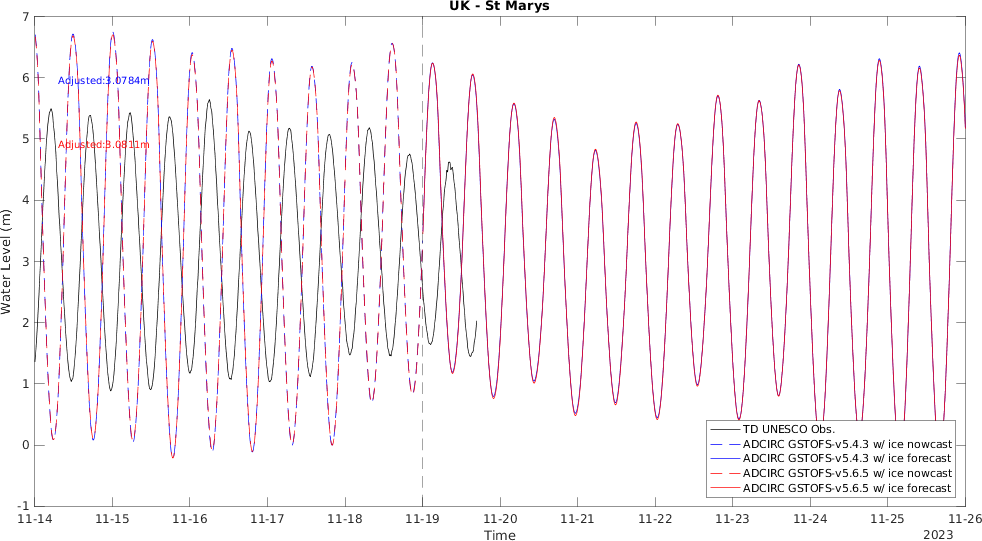 UK - St Marys
7
6
5
4
3
2
1
0
-1
Water Level (m)
Adjusted:3.0784m
Adjusted:3.0811m
TD UNESCO Obs.
ADCIRC GSTOFS-v5.4.3 w/ ice nowcast
ADCIRC GSTOFS-v5.4.3 w/ ice forecast
ADCIRC GSTOFS-v5.6.5 w/ ice nowcast
ADCIRC GSTOFS-v5.6.5 w/ ice forecast
11-14 11-15 11-16 11-17 11-18 11-19 11-20 11-21 11-22 11-23 11-24 11-25 11-26
Time
2023